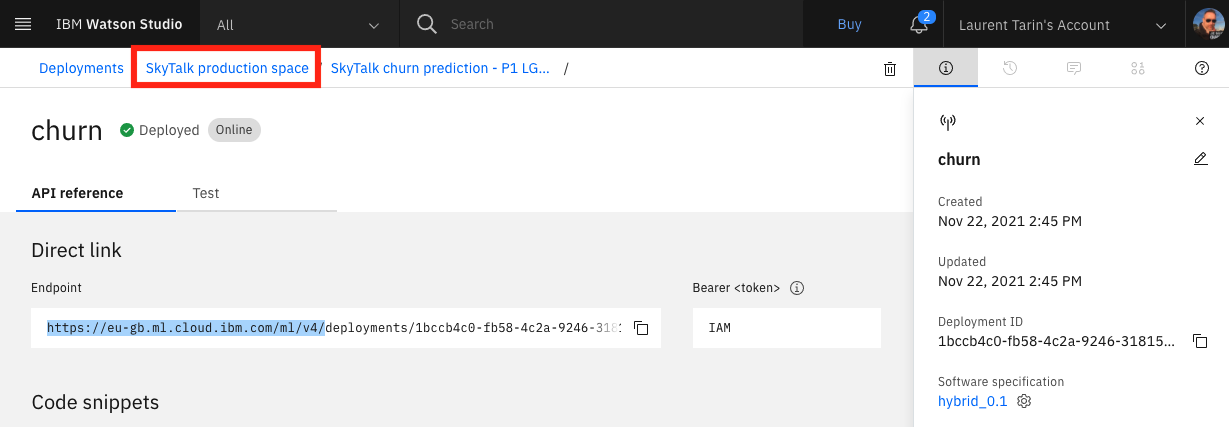 IBM Watson Studio All Search Buy 2 Laurent Tarin's Account
Deployments SkyTalk production space / SkyTalk churn prediction - P1 LG... /
churn Deployed Online
API reference Test
Direct link
Endpoint Bearer <token>
https://eu-gb.ml.cloud.ibm.com/ml/v4/deployments/1bccb4c0-fb58-4c2a-9246-3181 IAM
Code snippets
churn
Created
Nov 22, 2021 2:45 PM
Updated
Nov 22, 2021 2:45 PM
Deployment ID
1bccb4c0-fb58-4c2a-9246-31815...
Software specification
hybrid_0.1